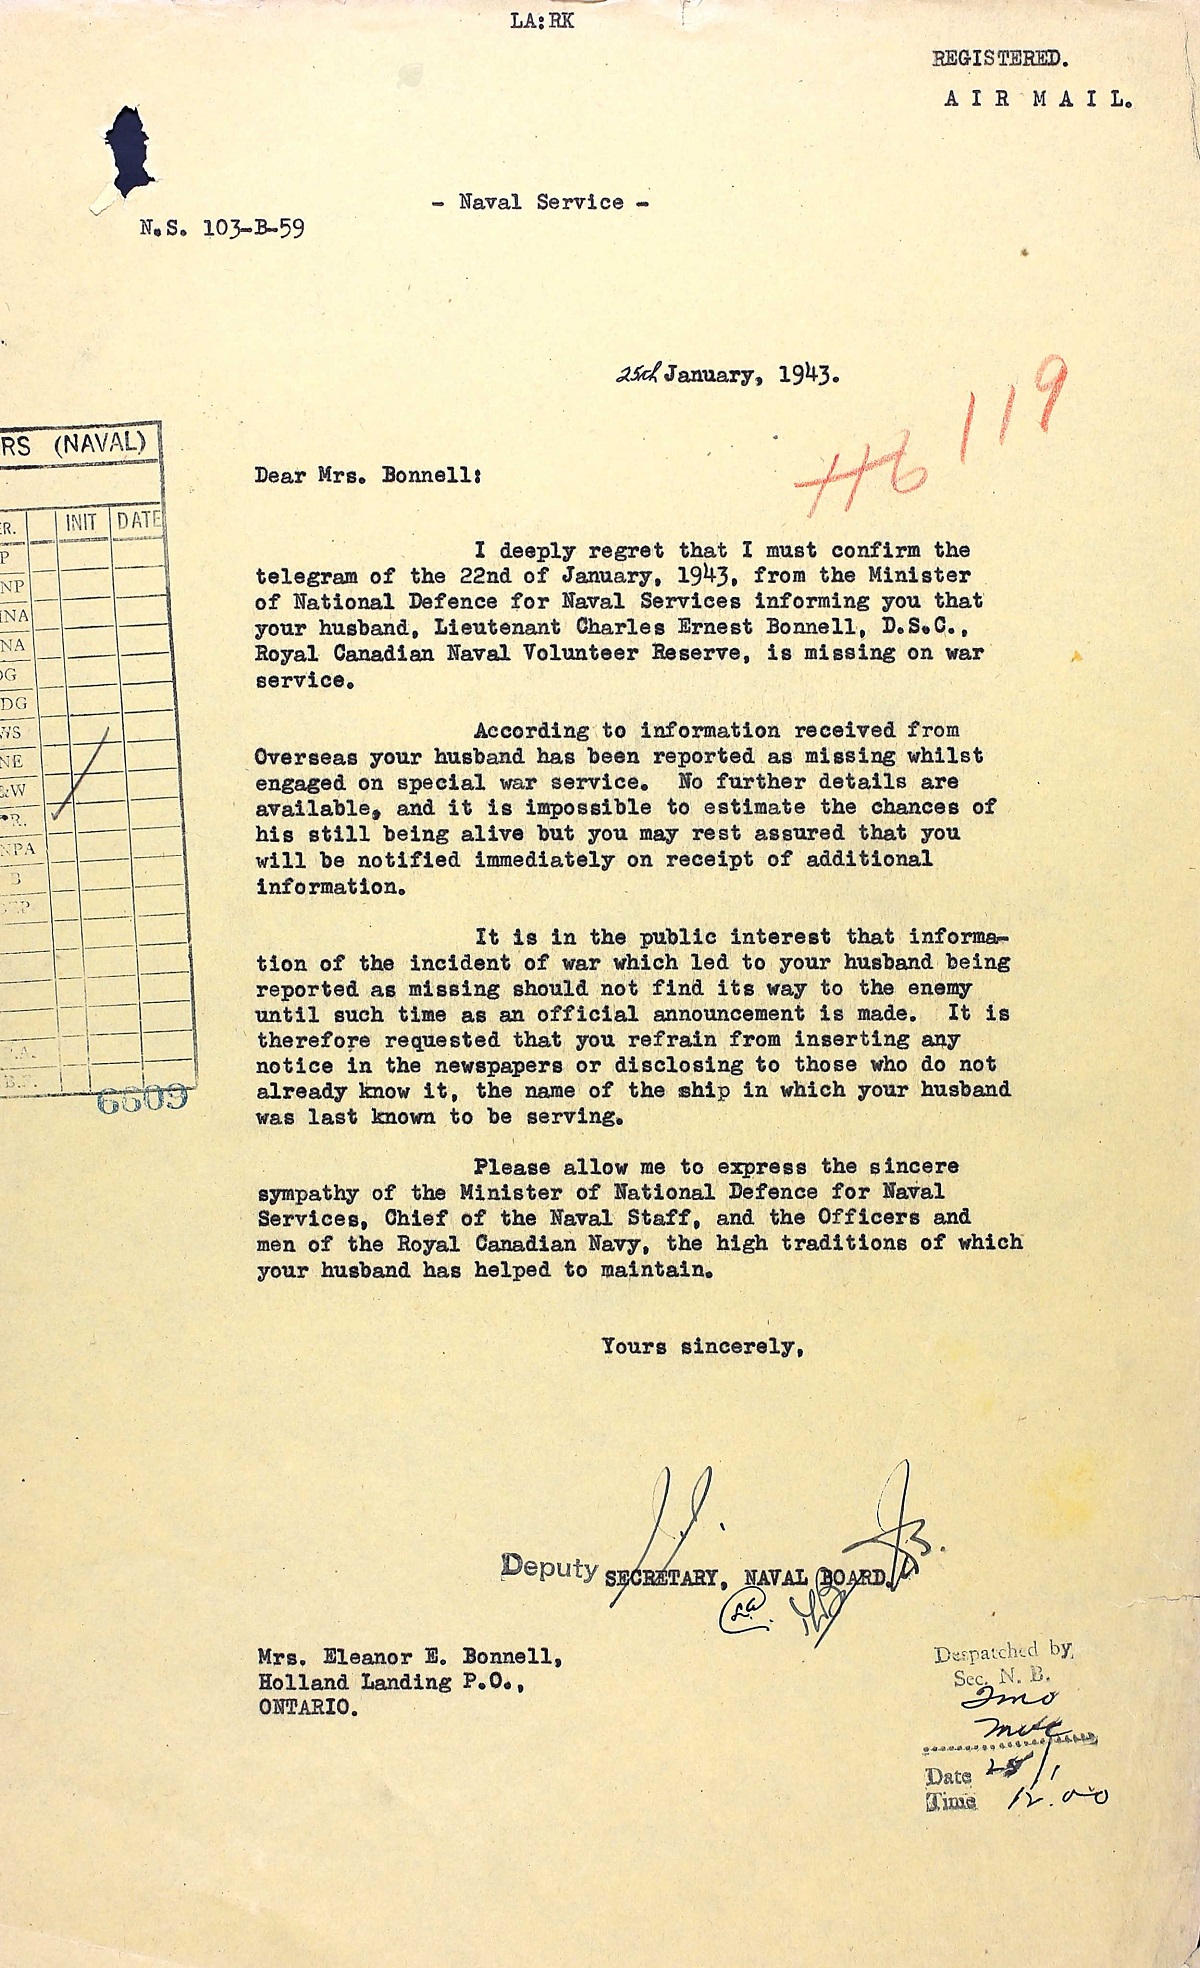 LA:RK
REGISTERED.
A I R M A I L.
- Naval Service -
N.S. 103-B-59
25th January, 1943.
119
RS (NAVAL)
ER. INIT DATE
P
NP
NA
DG
DG
WS
NE
&W
R.
NPA
B
B.F.
6609
Dear Mrs. Bonnell:
I deeply regret that I must confirm the
telegram of the 22nd of January, 1943, from the Minister
of National Defence for Naval Services informing you that
your husband, Lieutenant Charles Ernest Bonnell, D.S.C.,
Royal Canadian Naval Volunteer Reserve, is missing on war
service.
According to information received from
Overseas your husband has been reported as missing whilst
engaged on special war service. No further details are
available, and it is impossible to estimate the chances of
his still being alive but you may rest assured that you
will be notified immediately on receipt of additional
information.
It is in the public interest that informa-
tion of the incident of war which led to your husband being
reported as missing should not find its way to the enemy
until such time as an official announcement is made. It is
therefore requested that you refrain from inserting any
notice in the newspapers or disclosing to those who do not
already know it, the name of the ship in which your husband
was last known to be serving.
Please allow me to express the sincere
sympathy of the Minister of National Defence for Naval
Services, Chief of the Naval Staff, and the Officers and
men of the Royal Canadian Navy, the high traditions of which
your husband has helped to maintain.
Yours sincerely,
Deputy SECRETARY, NAVAL BOARD.
Mrs. Eleanor E. Bonnell,
Holland Landing P.O.,
ONTARIO.
Despatched by
Sec. N. B.
Date 25/1
Time 12.00